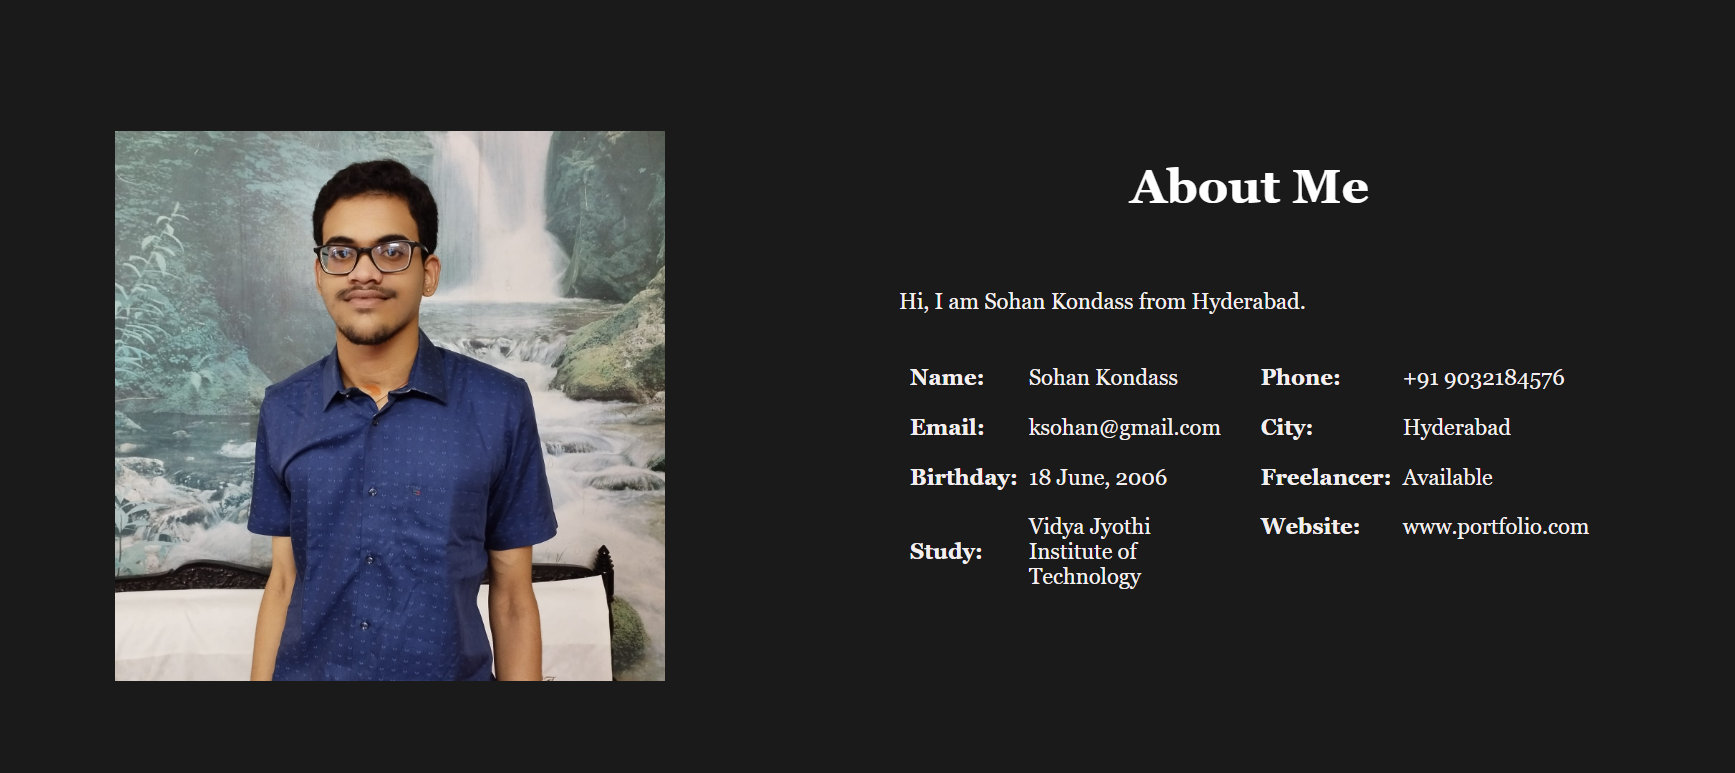 About Me
Hi, I am Sohan Kondass from Hyderabad.
Name: Sohan Kondass Phone: +91 9032184576
Email: ksohan@gmail.com City: Hyderabad
Birthday: 18 June, 2006 Freelancer: Available
Vidya Jyothi Website: www.portfolio.com
Study: Institute of
Technology